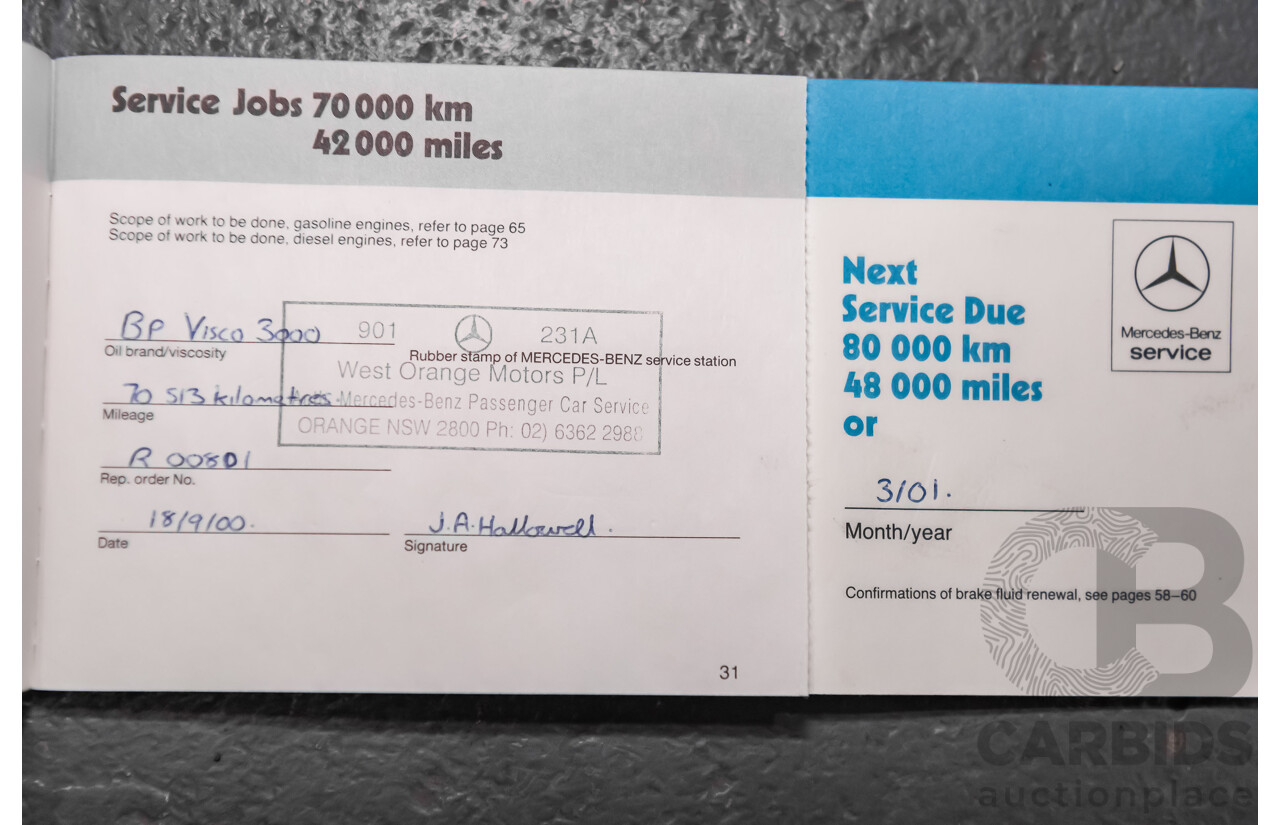 Service Jobs 70 000 km
42 000 miles
Scope of work to be done, gasoline engines, refer to page 65
Scope of work to be done, diesel engines, refer to page 73
BP Visco 3000
Oil brand/viscosity
901 231A
Rubber stamp of MERCEDES-BENZ service station
West Orange Motors P/L
70 513 kilometres.
Mercedes-Benz Passenger Car Service
Mileage
ORANGE NSW 2800 Ph: 02) 6362 2988
R 00801
Rep. order No.
18/9/00.
Date
J.A. Hallowell.
Signature
31
Mercedes-Benz
service
Next
Service Due
80 000 km
48 000 miles
or
3/01.
Month/year
Confirmations of brake fluid renewal, see pages 58–60
CB
CARBIDS
auctionplace